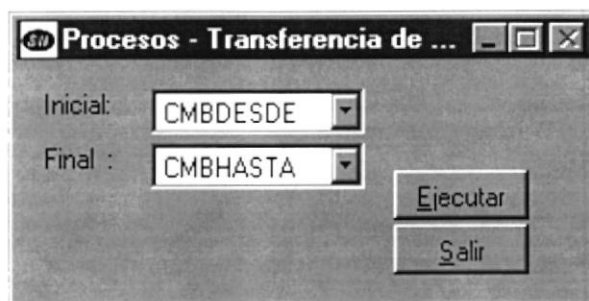 Procesos - Transferencia de ...
Inicial: CMBDESDE
Final : CMBHASTA
Ejecutar
Salir